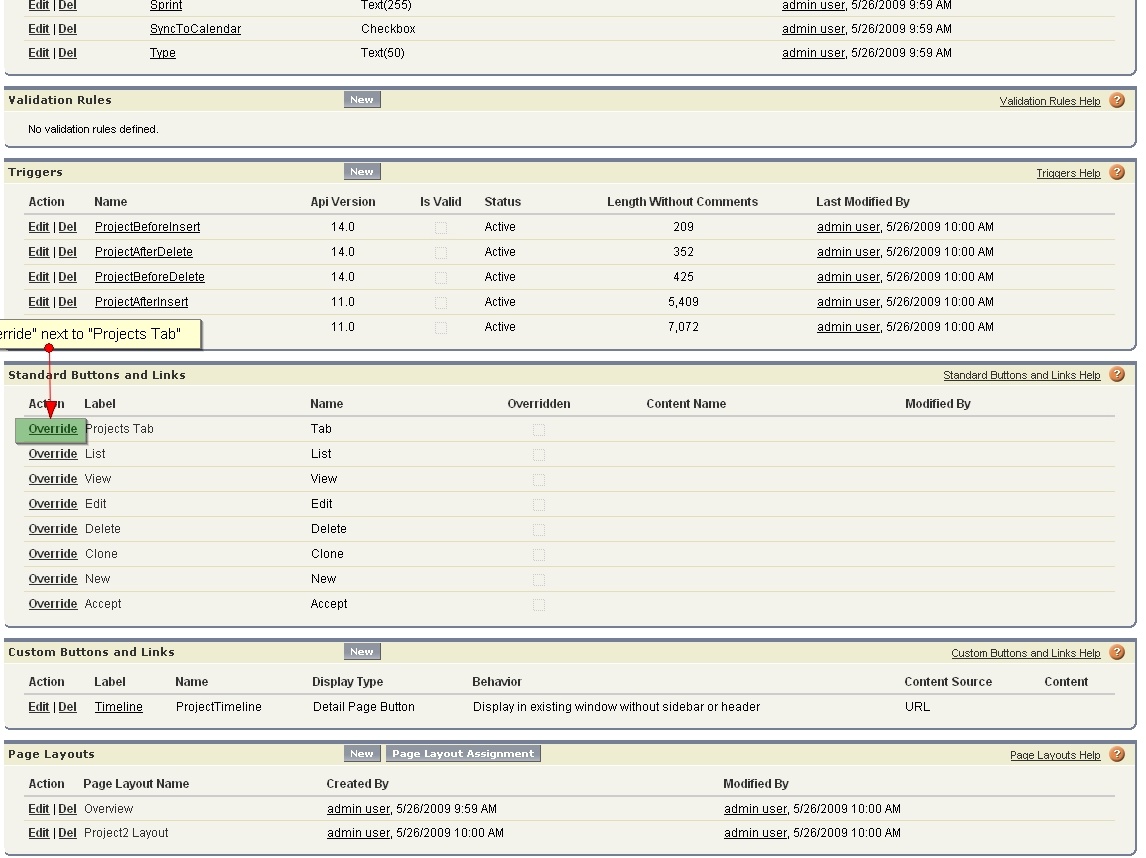 Edit | Del Sprint Text(255) admin user, 5/26/2009 9:59 AM
Edit | Del SyncToCalendar Checkbox admin user, 5/26/2009 9:59 AM
Edit | Del Type Text(50) admin user, 5/26/2009 9:59 AM
Validation Rules New Validation Rules Help ?
No validation rules defined.
Triggers New Triggers Help ?
Action Name Api Version Is Valid Status Length Without Comments Last Modified By
Edit | Del ProjectBeforeInsert 14.0 Active 209 admin user, 5/26/2009 10:00 AM
Edit | Del ProjectAfterDelete 14.0 Active 352 admin user, 5/26/2009 10:00 AM
Edit | Del ProjectBeforeDelete 14.0 Active 425 admin user, 5/26/2009 10:00 AM
Edit | Del ProjectAfterInsert 11.0 Active 5,409 admin user, 5/26/2009 10:00 AM
11.0 Active 7,072 admin user, 5/26/2009 10:00 AM
erride" next to "Projects Tab"
Standard Buttons and Links Standard Buttons and Links Help ?
Action Label Name Overridden Content Name Modified By
Override Projects Tab Tab
Override List List
Override View View
Override Edit Edit
Override Delete Delete
Override Clone Clone
Override New New
Override Accept Accept
Custom Buttons and Links New Custom Buttons and Links Help ?
Action Label Name Display Type Behavior Content Source Content
Edit | Del Timeline ProjectTimeline Detail Page Button Display in existing window without sidebar or header URL
Page Layouts New Page Layout Assignment Page Layouts Help ?
Action Page Layout Name Created By Modified By
Edit | Del Overview admin user, 5/26/2009 9:59 AM admin user, 5/26/2009 10:00 AM
Edit | Del Project2 Layout admin user, 5/26/2009 10:00 AM admin user, 5/26/2009 10:00 AM